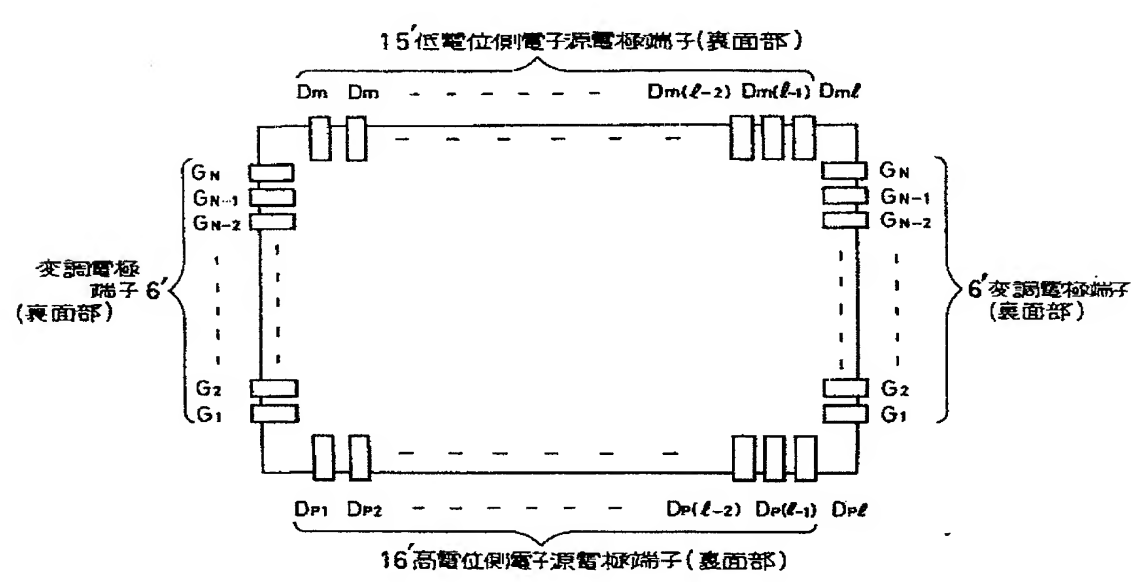 15′低電位側電子源電極端子(裏面部)
Dm Dm - - - - - - Dm(ℓ-2) Dm(ℓ-1) Dmℓ
GN
GN-1
GN-2
変調電極
端子6′
(裏面部)
G2
G1
GN
GN-1
GN-2
6′変調電極端子
(裏面部)
G2
G1
DP1 DP2 - - - - - - DP(ℓ-2) DP(ℓ-1) DPℓ
16′高電位側電子源電極端子(裏面部)